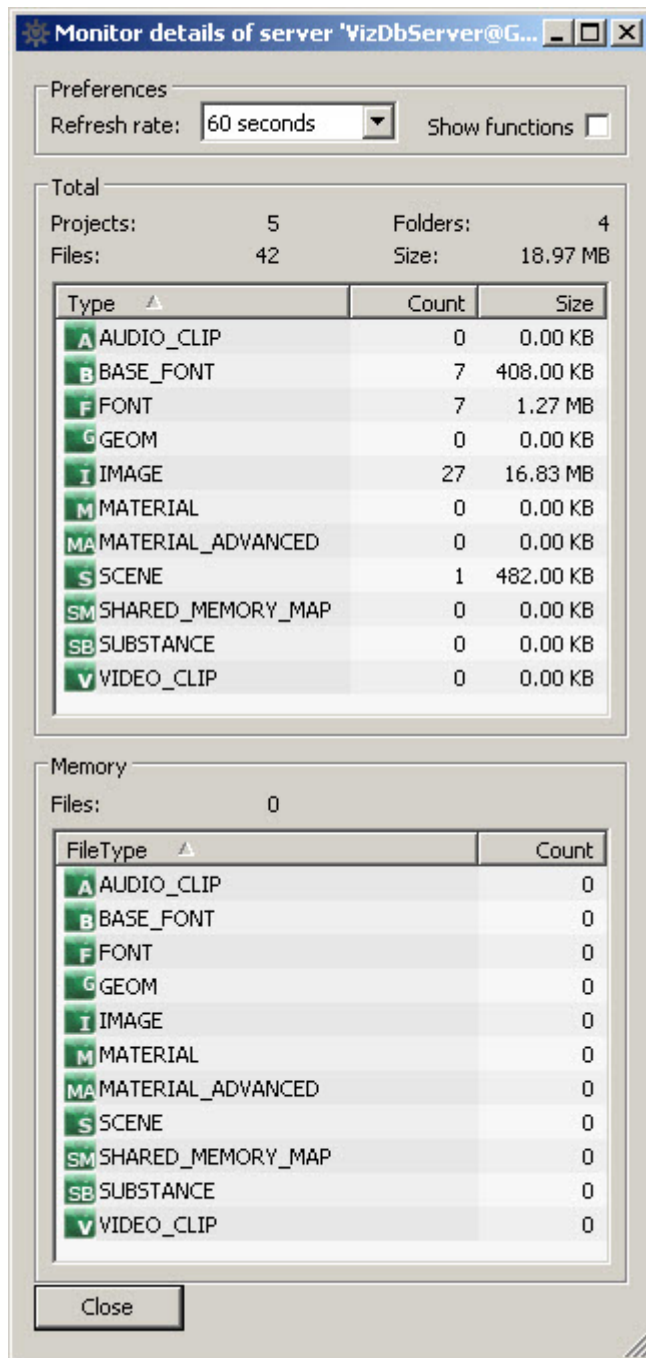 Monitor details of server 'VizDbServer@G...
Preferences
Refresh rate: 60 seconds Show functions
Total
Projects: 5 Folders: 4
Files: 42 Size: 18.97 MB
Type Count Size
A AUDIO_CLIP 0 0.00 KB
B BASE_FONT 7 408.00 KB
F FONT 7 1.27 MB
G GEOM 0 0.00 KB
I IMAGE 27 16.83 MB
M MATERIAL 0 0.00 KB
MA MATERIAL_ADVANCED 0 0.00 KB
S SCENE 1 482.00 KB
SM SHARED_MEMORY_MAP 0 0.00 KB
SB SUBSTANCE 0 0.00 KB
V VIDEO_CLIP 0 0.00 KB
Memory
Files: 0
FileType Count
A AUDIO_CLIP 0
B BASE_FONT 0
F FONT 0
G GEOM 0
I IMAGE 0
M MATERIAL 0
MA MATERIAL_ADVANCED 0
S SCENE 0
SM SHARED_MEMORY_MAP 0
SB SUBSTANCE 0
V VIDEO_CLIP 0
Close